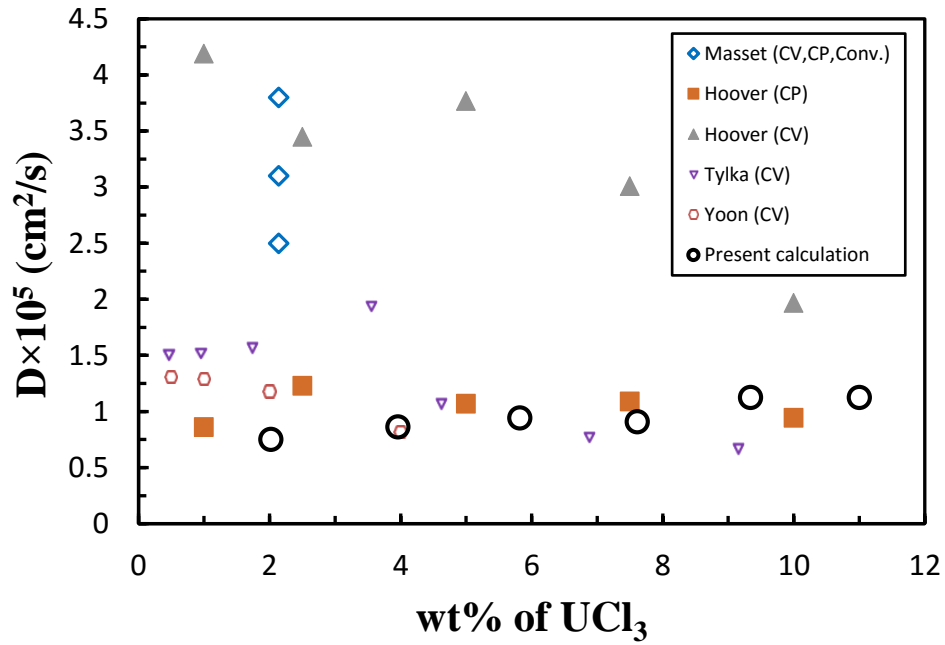 4.5
4
3.5
3
2.5
2
1.5
1
0.5
0
D×10⁵ (cm²/s)
Masset (CV,CP,Conv.)
Hoover (CP)
Hoover (CV)
Tylka (CV)
Yoon (CV)
Present calculation
0 2 4 6 8 10 12
wt% of UCl₃